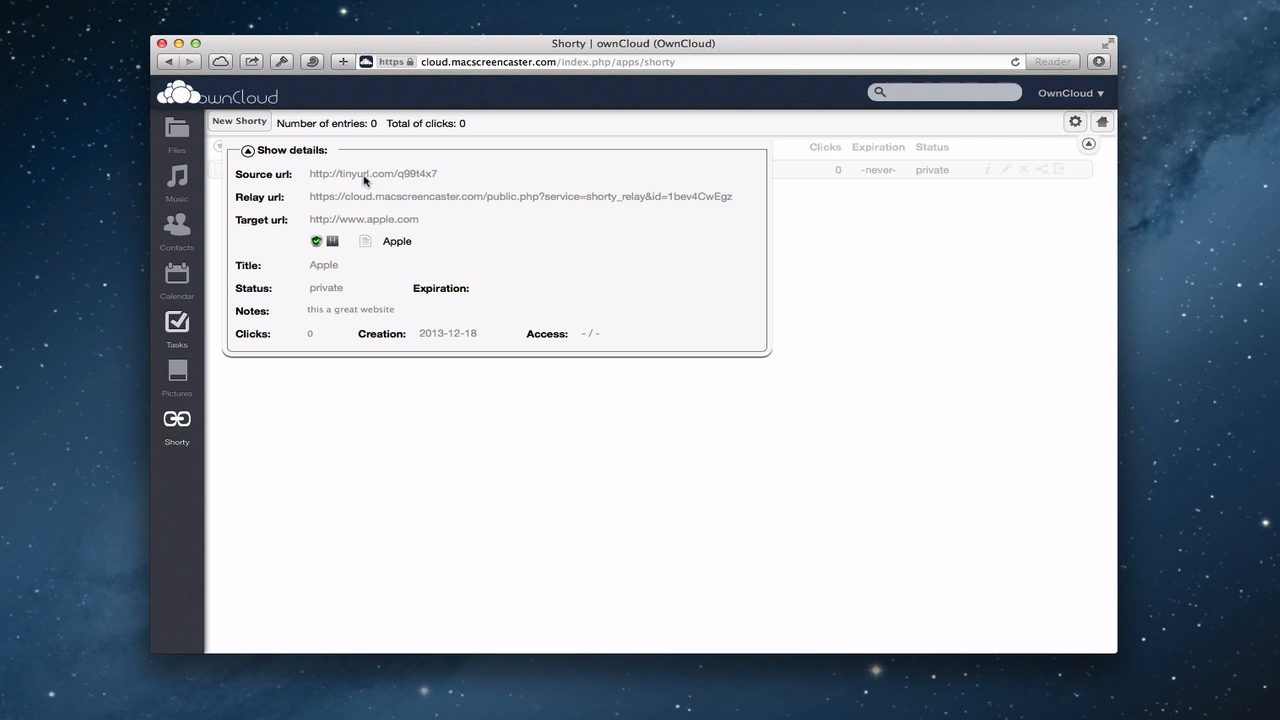 Shorty | ownCloud (OwnCloud)
https cloud.macscreencaster.com/index.php/apps/shorty Reader
ownCloud OwnCloud ▼
New Shorty Number of entries: 0 Total of clicks: 0
Files
Music
Contacts
Calendar
Tasks
Pictures
Shorty
Clicks Expiration Status
0 -never- private
Show details:
Source url: http://tinyurl.com/q99t4x7
Relay url: https://cloud.macscreencaster.com/public.php?service=shorty_relay&id=1bev4CwEgz
Target url: http://www.apple.com
Apple
Title: Apple
Status: private Expiration:
Notes: this a great website
Clicks: 0 Creation: 2013-12-18 Access: - / -